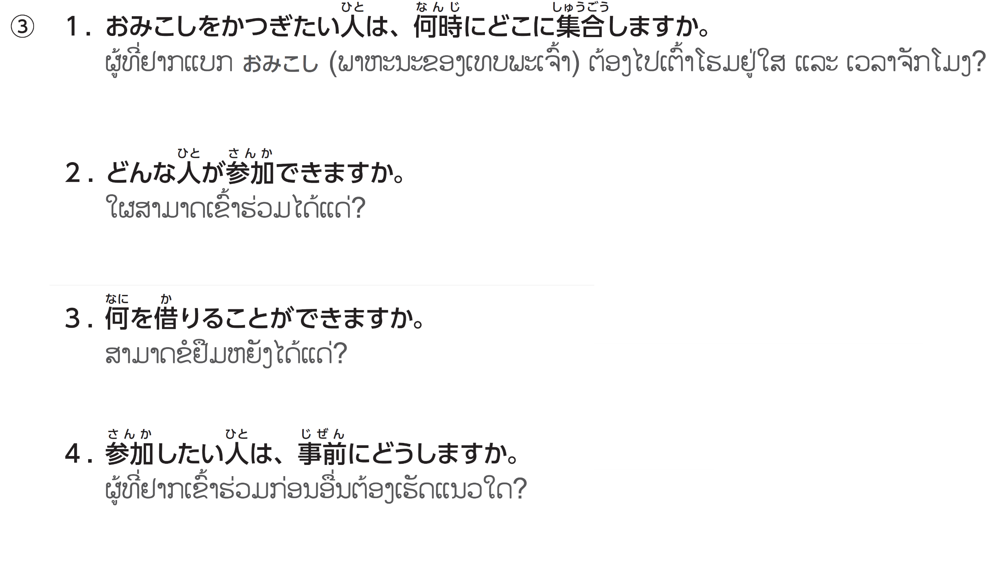 ひと なんじ しゅうごう
③ 1. おみこしをかつぎたい人は、何時にどこに集合しますか。
ຜູ້ທີ່ຢາກແບກ おみこし (ພາຫະນະຂອງເທບພະເຈົ້າ) ຕ້ອງໄປເຕົ້າໂຮມຢູ່ໃສ ແລະ ເວລາຈັກໂມງ?
ひと さんか
2. どんな人が参加できますか。
ໃຜສາມາດເຂົ້າຮ່ວມໄດ້ແດ່?
なに か
3. 何を借りることができますか。
ສາມາດຂໍຢືມຫຍັງໄດ້ແດ່?
さんか ひと じぜん
4. 参加したい人は、事前にどうしますか。
ຜູ້ທີ່ຢາກເຂົ້າຮ່ວມກ່ອນອື່ນຕ້ອງເຮັດແນວໃດ?